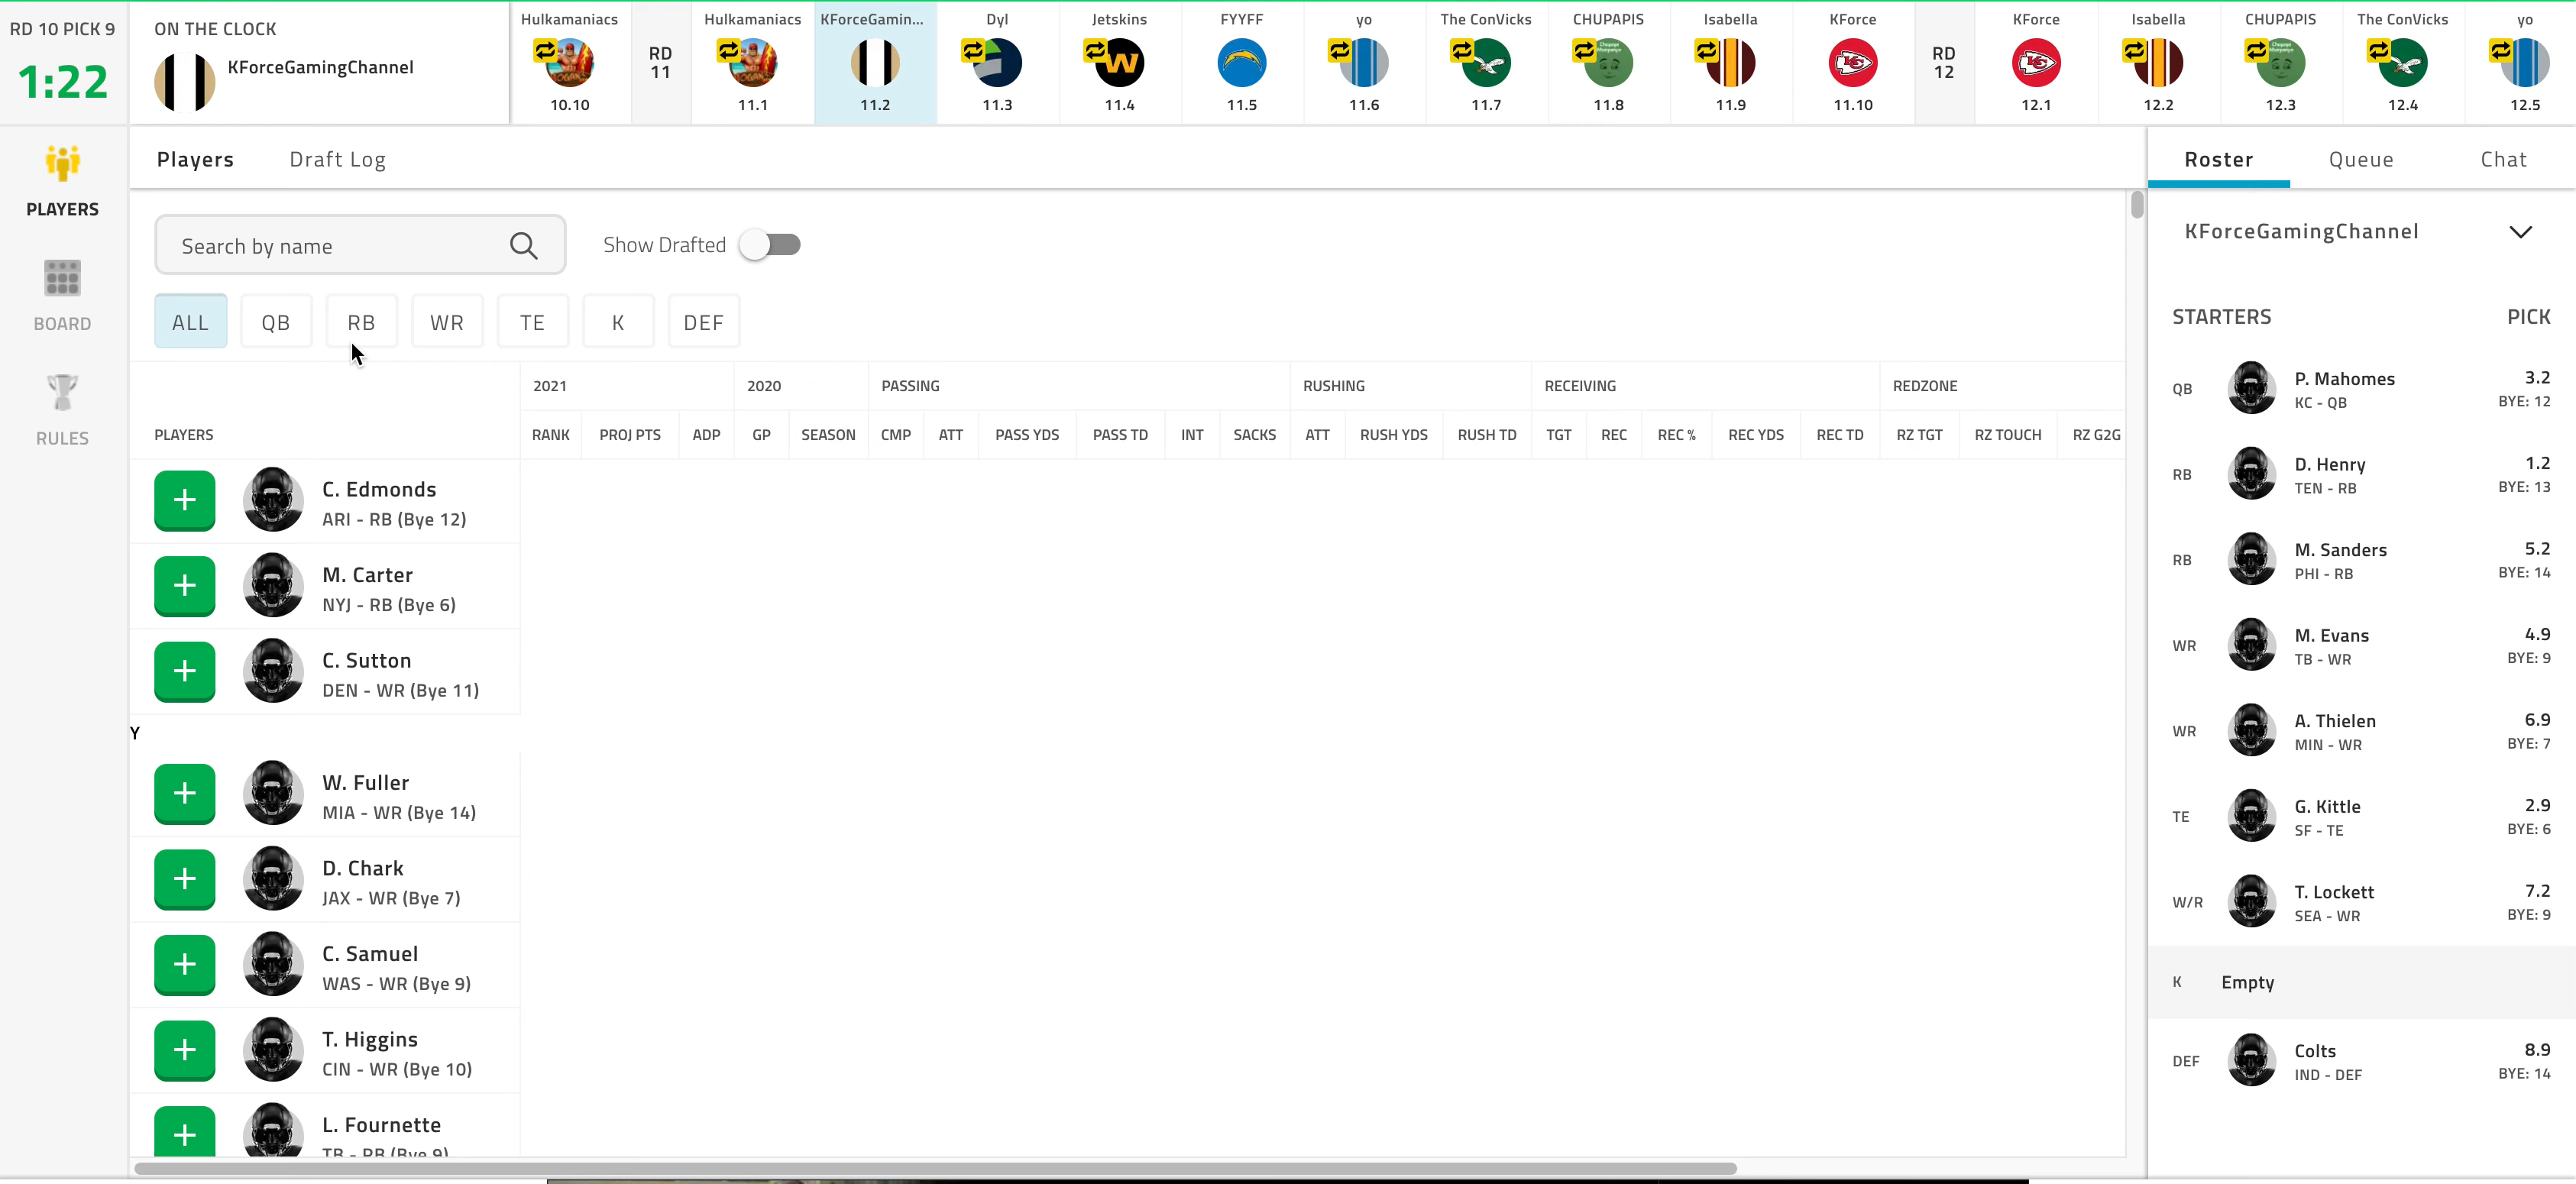 RD 10 PICK 9
1:22
ON THE CLOCK
KForceGamingChannel
Hulkamaniacs
10.10
RD
11
Hulkamaniacs
11.1
KForceGamin...
11.2
Dyl
11.3
Jetskins
11.4
FYYFF
11.5
yo
11.6
The ConVicks
11.7
CHUPAPIS
11.8
Isabella
11.9
KForce
11.10
RD
12
KForce
12.1
Isabella
12.2
CHUPAPIS
12.3
The ConVicks
12.4
yo
12.5
PLAYERS
BOARD
RULES
Players Draft Log
Search by name
Show Drafted
ALL QB RB WR TE K DEF
2021 2020 PASSING RUSHING RECEIVING REDZONE
PLAYERS RANK PROJ PTS ADP GP SEASON CMP ATT PASS YDS PASS TD INT SACKS ATT RUSH YDS RUSH TD TGT REC REC % REC YDS REC TD RZ TGT RZ TOUCH RZ G2G
C. Edmonds
ARI - RB (Bye 12)
M. Carter
NYJ - RB (Bye 6)
C. Sutton
DEN - WR (Bye 11)
Y
W. Fuller
MIA - WR (Bye 14)
D. Chark
JAX - WR (Bye 7)
C. Samuel
WAS - WR (Bye 9)
T. Higgins
CIN - WR (Bye 10)
L. Fournette
TB - RB (Bye 9)
Roster Queue Chat
KForceGamingChannel
STARTERS PICK
QB P. Mahomes 3.2
KC - QB BYE: 12
RB D. Henry 1.2
TEN - RB BYE: 13
RB M. Sanders 5.2
PHI - RB BYE: 14
WR M. Evans 4.9
TB - WR BYE: 9
WR A. Thielen 6.9
MIN - WR BYE: 7
TE G. Kittle 2.9
SF - TE BYE: 6
W/R T. Lockett 7.2
SEA - WR BYE: 9
K Empty
DEF Colts 8.9
IND - DEF BYE: 14